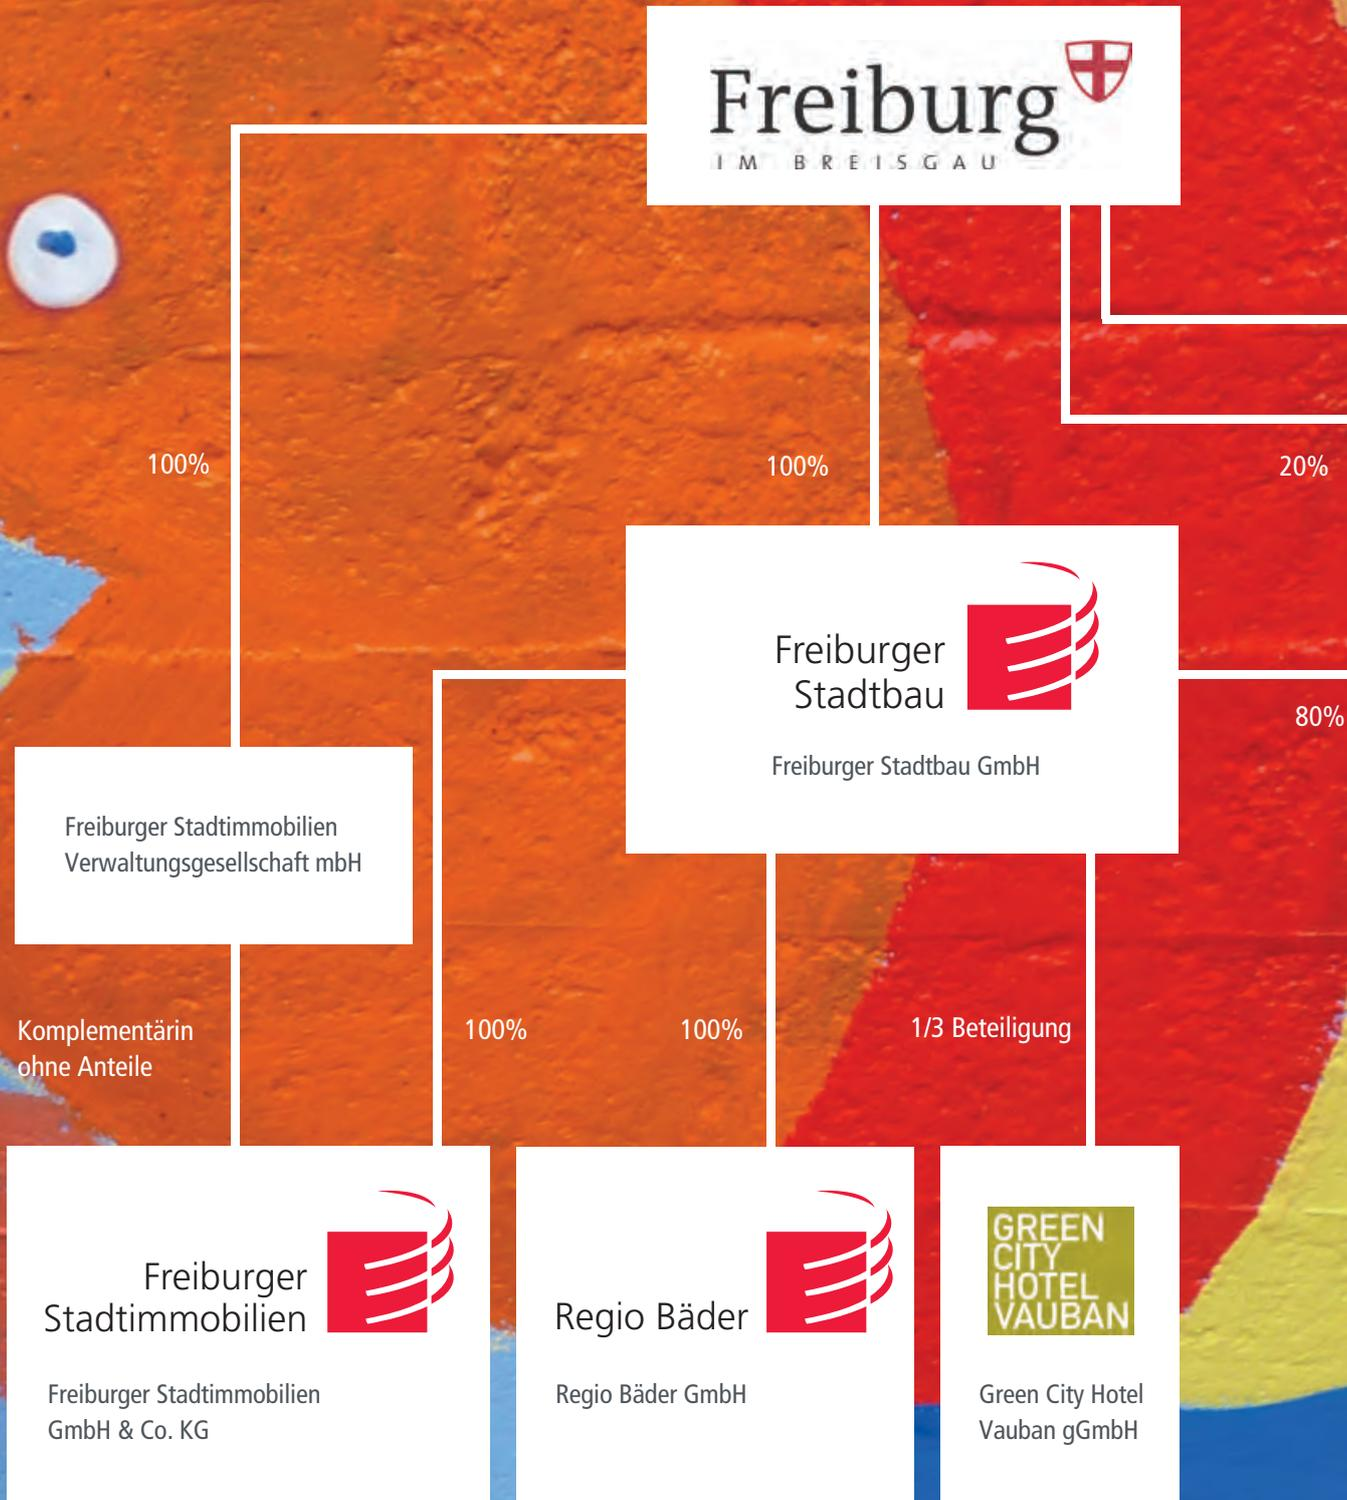 Freiburg
IM BREISGAU
100%
100%
20%
Freiburger
Stadtbau
Freiburger Stadtbau GmbH
80%
Freiburger Stadtimmobilien
Verwaltungsgesellschaft mbH
Komplementärin
ohne Anteile
100%
100%
1/3 Beteiligung
Freiburger
Stadtimmobilien
Freiburger Stadtimmobilien
GmbH & Co. KG
Regio Bäder
Regio Bäder GmbH
GREEN
CITY
HOTEL
VAUBAN
Green City Hotel
Vauban gGmbH